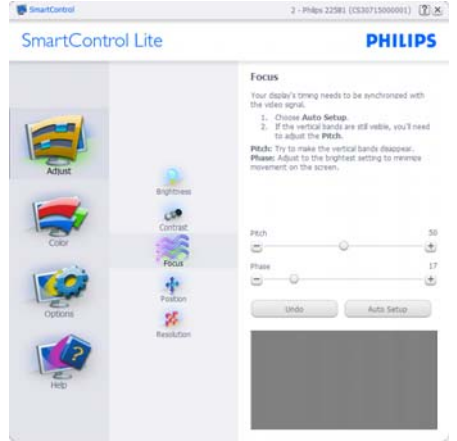 SmartControl
2 - Philips 225B1 (CS30715000001)
SmartControl Lite
PHILIPS
Adjust
Color
Options
Help
Brightness
Contrast
Focus
Position
Resolution
Focus
Your display's timing needs to be synchronized with
the video signal.
1. Choose Auto Setup.
2. If the vertical bands are still visible, you'll need
to adjust the Pitch.
Pitch: Try to make the vertical bands disappear.
Phase: Adjust to the brightest setting to minimize
movement on the screen.
Pitch 50
Phase 17
Undo Auto Setup